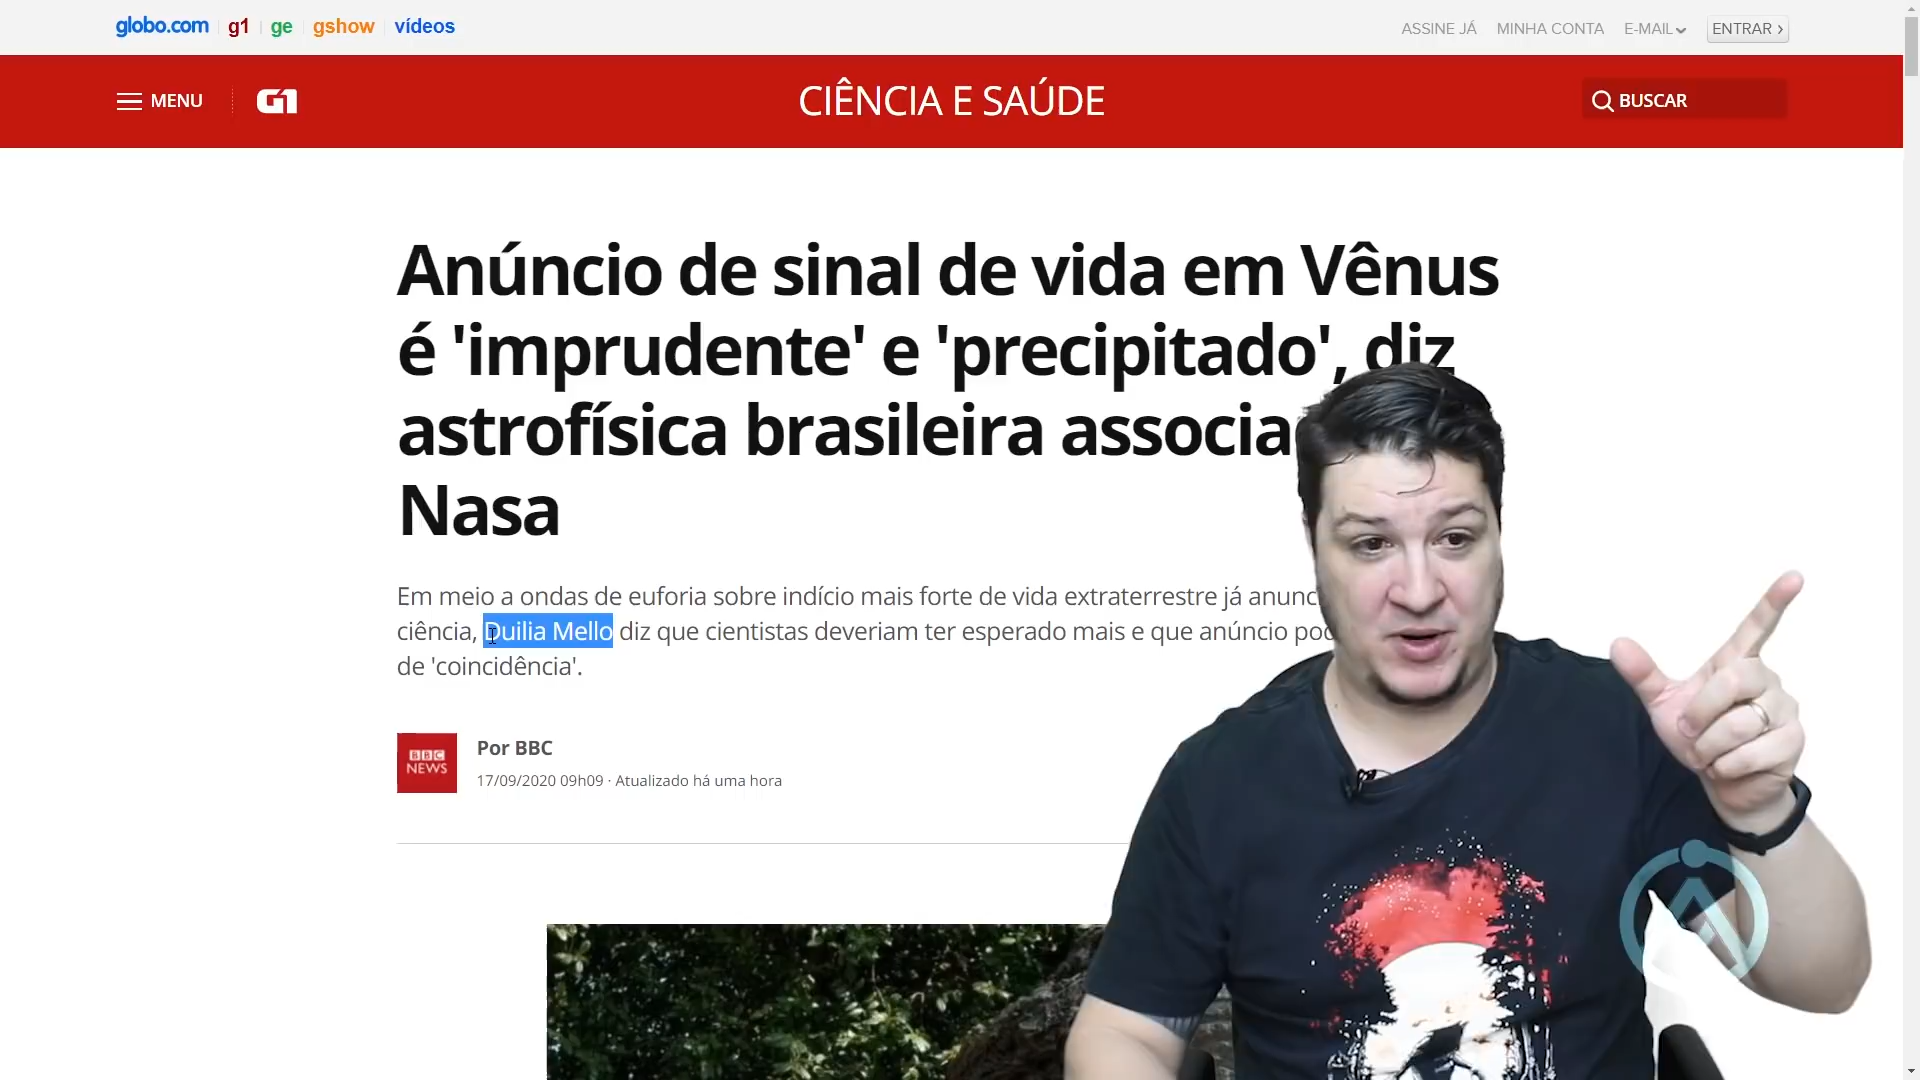 globo.com g1 ge gshow vídeos ASSINE JÁ MINHA CONTA E-MAIL ENTRAR ›
MENU G1 CIÊNCIA E SAÚDE BUSCAR
Anúncio de sinal de vida em Vênus
é 'imprudente' e 'precipitado', diz
astrofísica brasileira associa
Nasa
Em meio a ondas de euforia sobre indício mais forte de vida extraterrestre já anunc
ciência, Duilia Mello diz que cientistas deveriam ter esperado mais e que anúncio pod
de 'coincidência'.
BBC
NEWS
Por BBC
17/09/2020 09h09 · Atualizado há uma hora